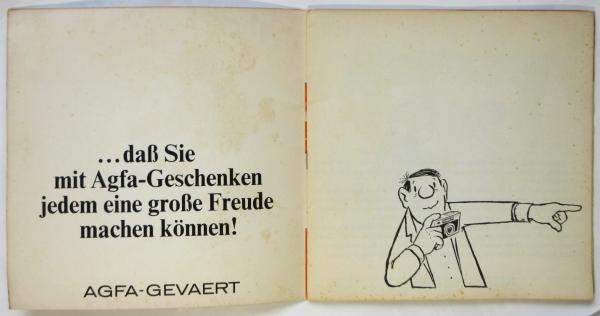 ...daß Sie
mit Agfa-Geschenken
jedem eine große Freude
machen können!
AGFA-GEVAERT